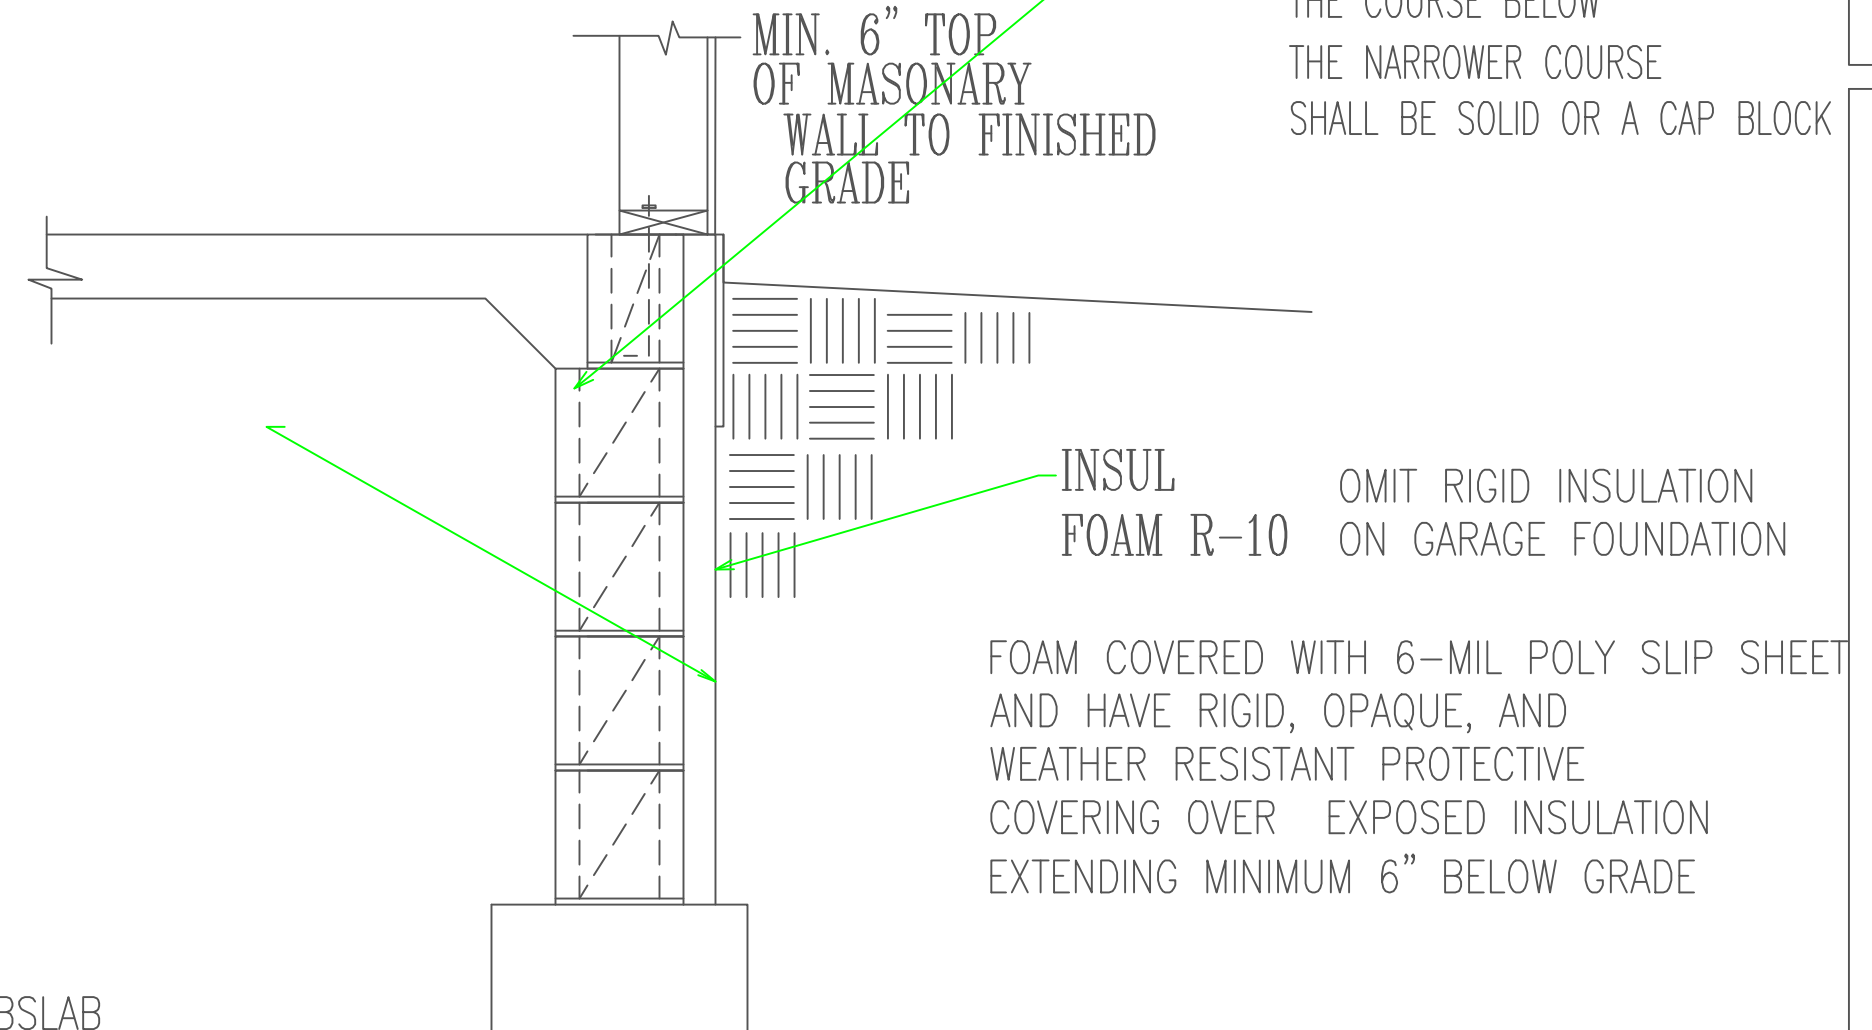 MIN. 6” TOP
OF MASONARY
WALL TO FINISHED
GRADE
THE COURSE BELOW
THE NARROWER COURSE
SHALL BE SOLID OR A CAP BLOCK
INSUL
FOAM R-10
OMIT RIGID INSULATION
ON GARAGE FOUNDATION
FOAM COVERED WITH 6-MIL POLY SLIP SHEET
AND HAVE RIGID, OPAQUE, AND
WEATHER RESISTANT PROTECTIVE
COVERING OVER EXPOSED INSULATION
EXTENDING MINIMUM 6” BELOW GRADE
BSLAB